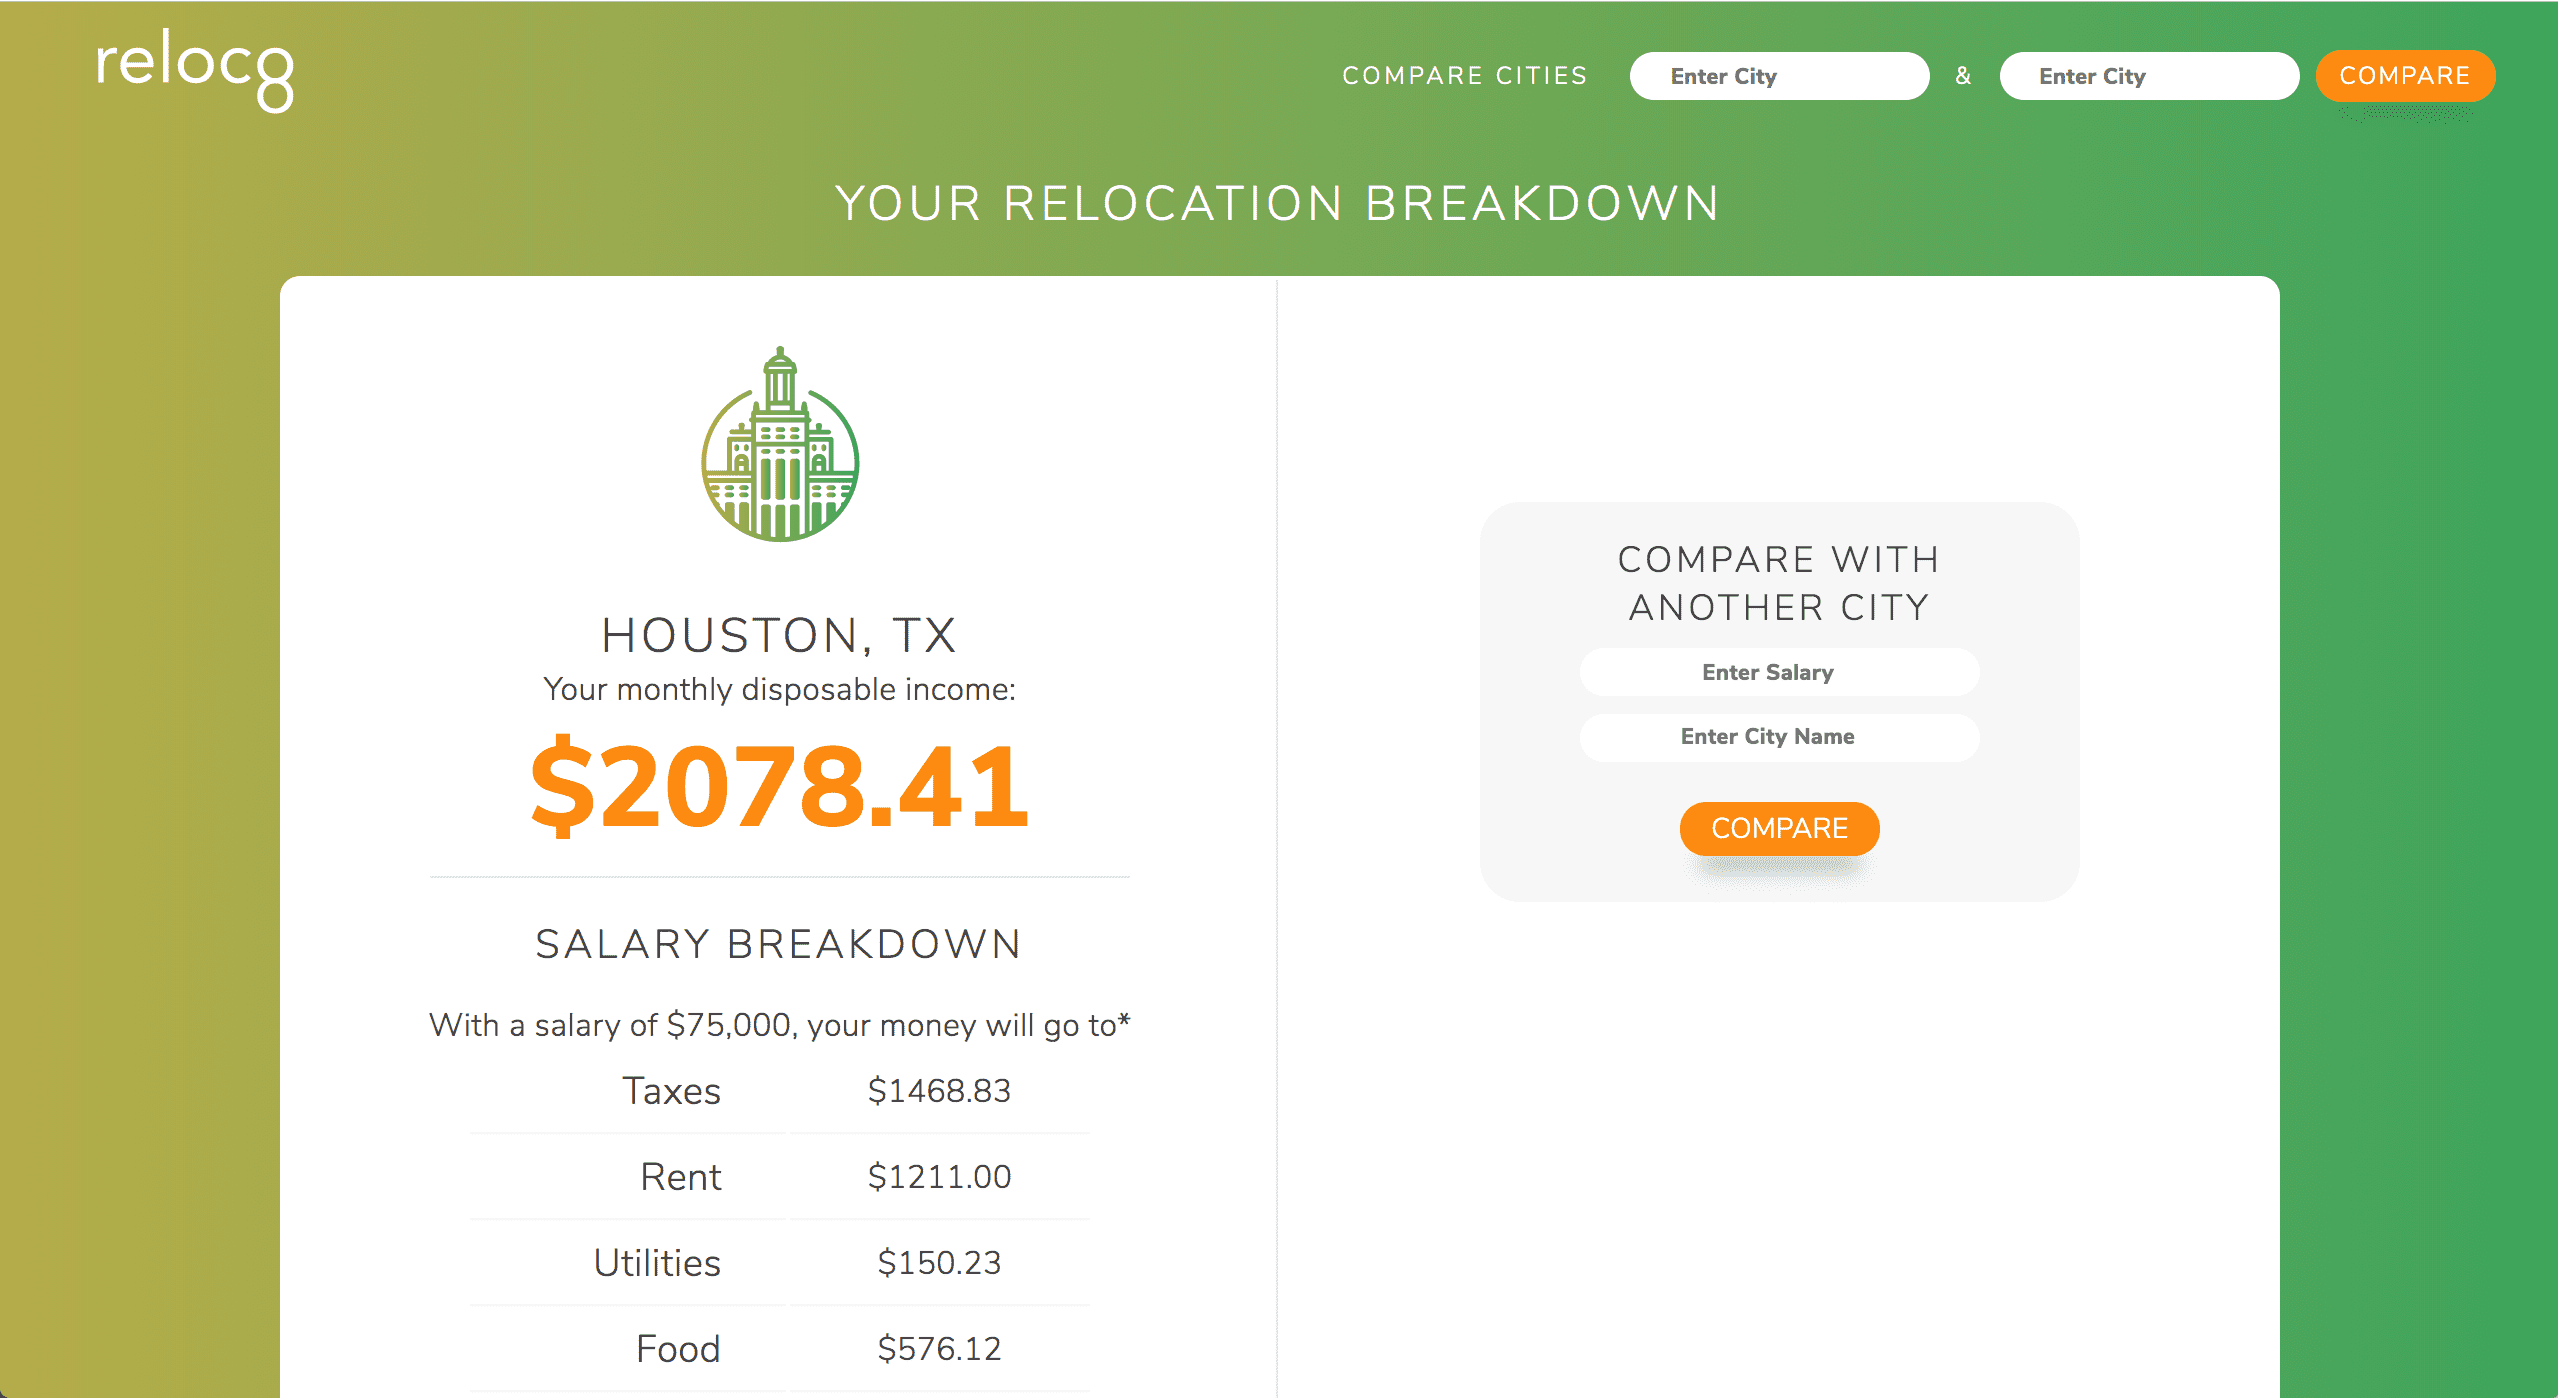 reloc8
COMPARE CITIES Enter City & Enter City COMPARE
YOUR RELOCATION BREAKDOWN
HOUSTON, TX
Your monthly disposable income:
$2078.41
SALARY BREAKDOWN
With a salary of $75,000, your money will go to*
Taxes $1468.83
Rent $1211.00
Utilities $150.23
Food $576.12
COMPARE WITH
ANOTHER CITY
Enter Salary
Enter City Name
COMPARE